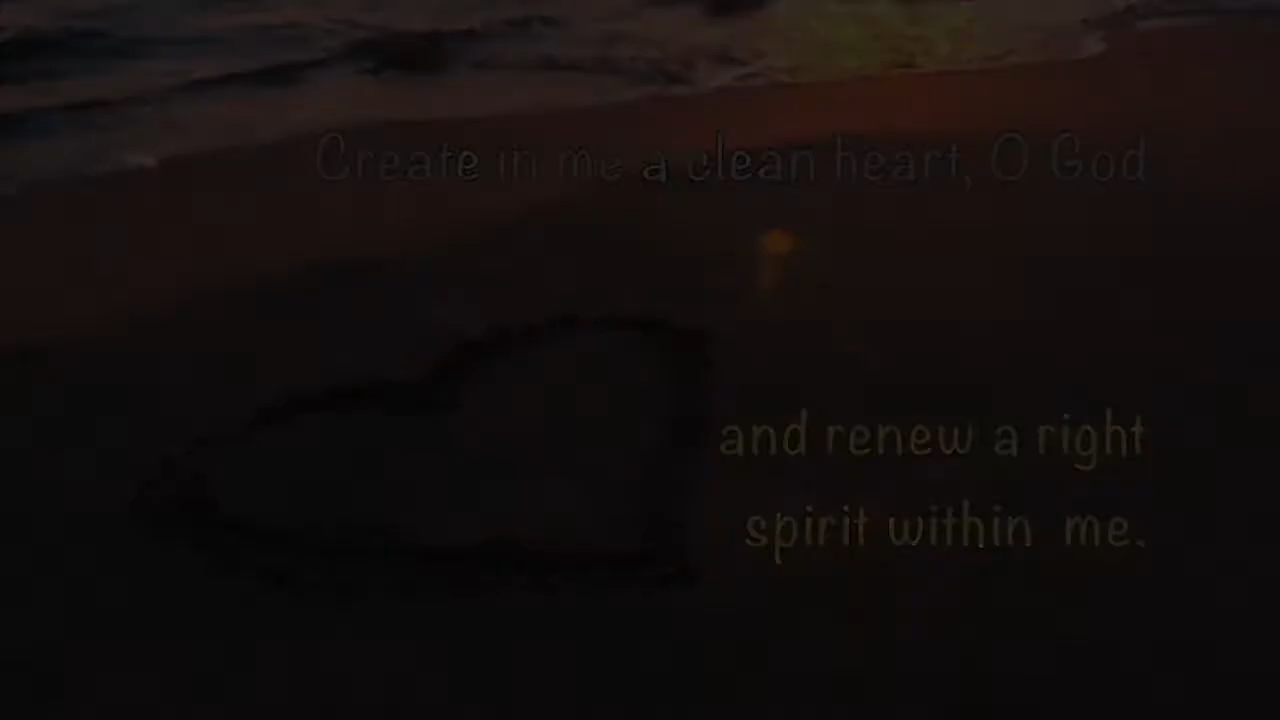 Create in me a clean heart, O God
and renew a right
spirit within me.